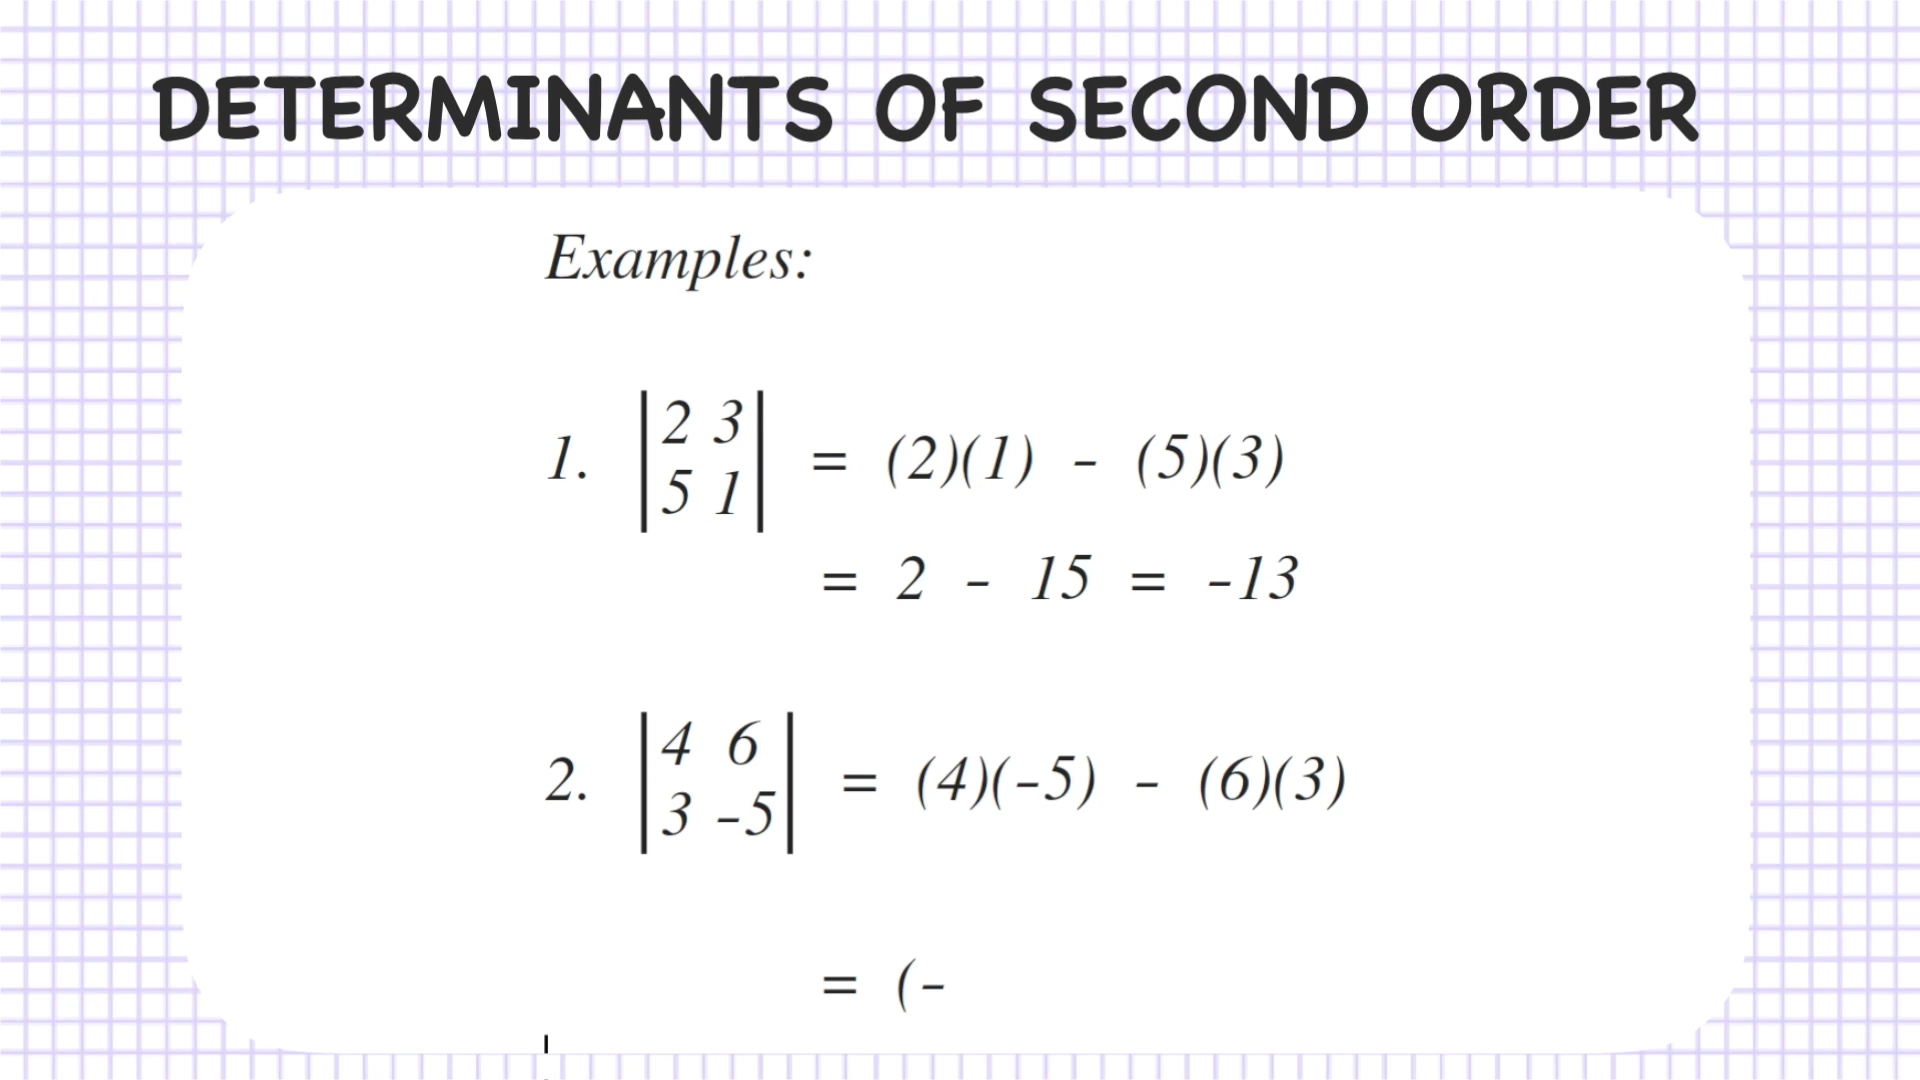 DETERMINANTS OF SECOND ORDER
Examples:
1. |2 3| = (2)(1) - (5)(3)
|5 1|
= 2 - 15 = -13
2. |4 6| = (4)(-5) - (6)(3)
|3 -5|
= (-